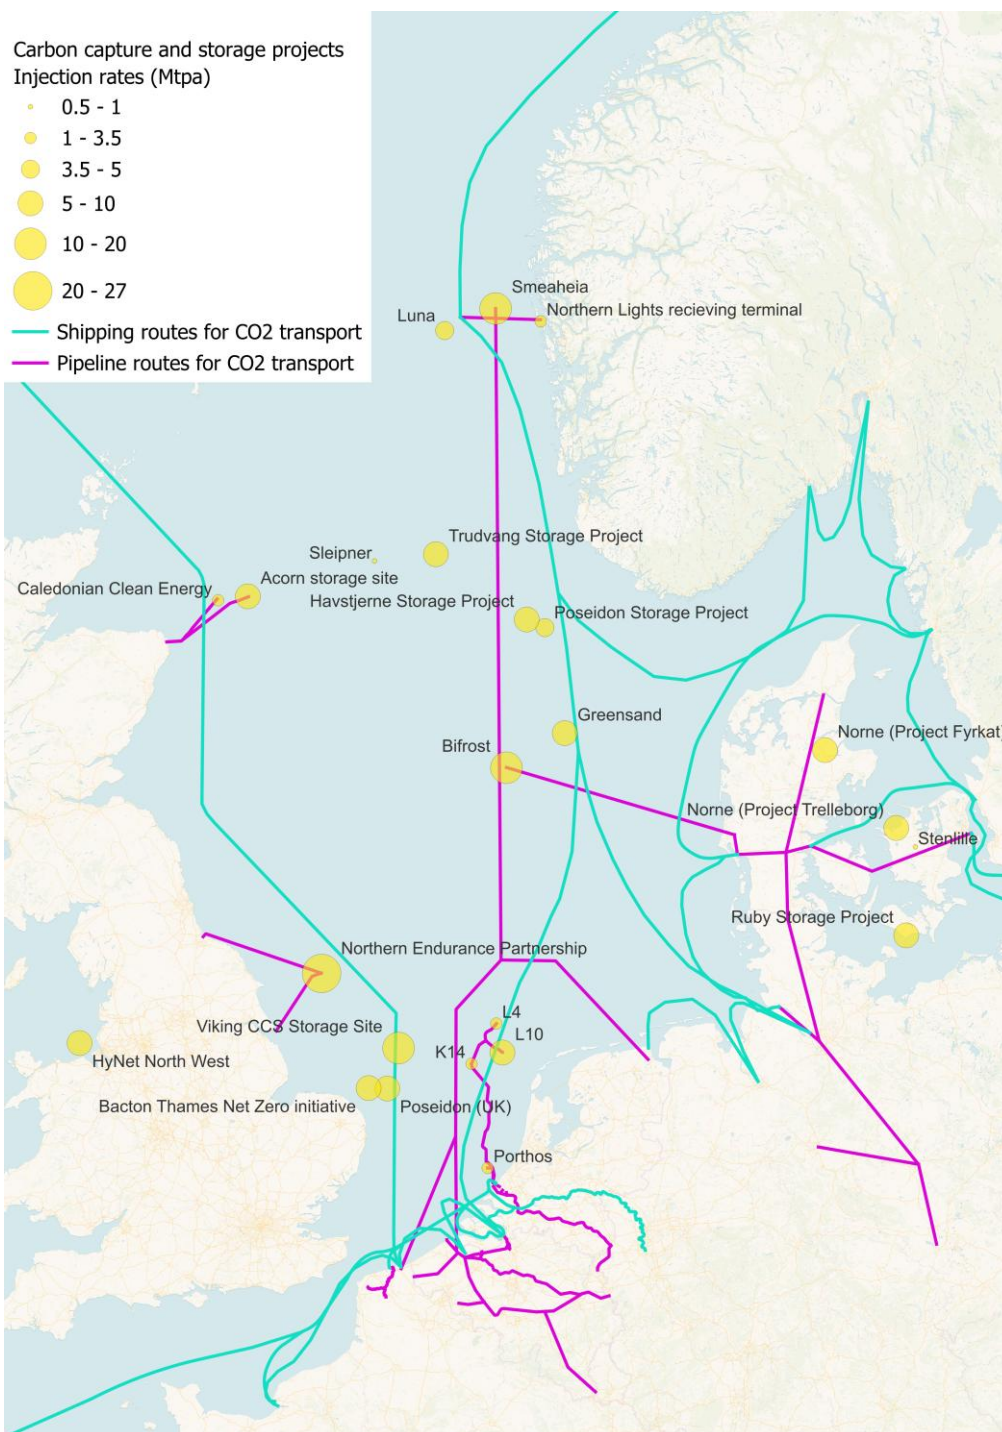 Carbon capture and storage projects
Injection rates (Mtpa)
0.5 - 1
1 - 3.5
3.5 - 5
5 - 10
10 - 20
20 - 27
Shipping routes for CO2 transport
Pipeline routes for CO2 transport
Smeaheia
Northern Lights recieving terminal
Luna
Trudvang Storage Project
Sleipner
Acorn storage site
Caledonian Clean Energy
Havstjerne Storage Project
Poseidon Storage Project
Greensand
Bifrost
Norne (Project Fyrkat)
Norne (Project Trelleborg)
Stenlille
Ruby Storage Project
Northern Endurance Partnership
L4
Viking CCS Storage Site
L10
K14
HyNet North West
Bacton Thames Net Zero initiative
Poseidon (UK)
Porthos